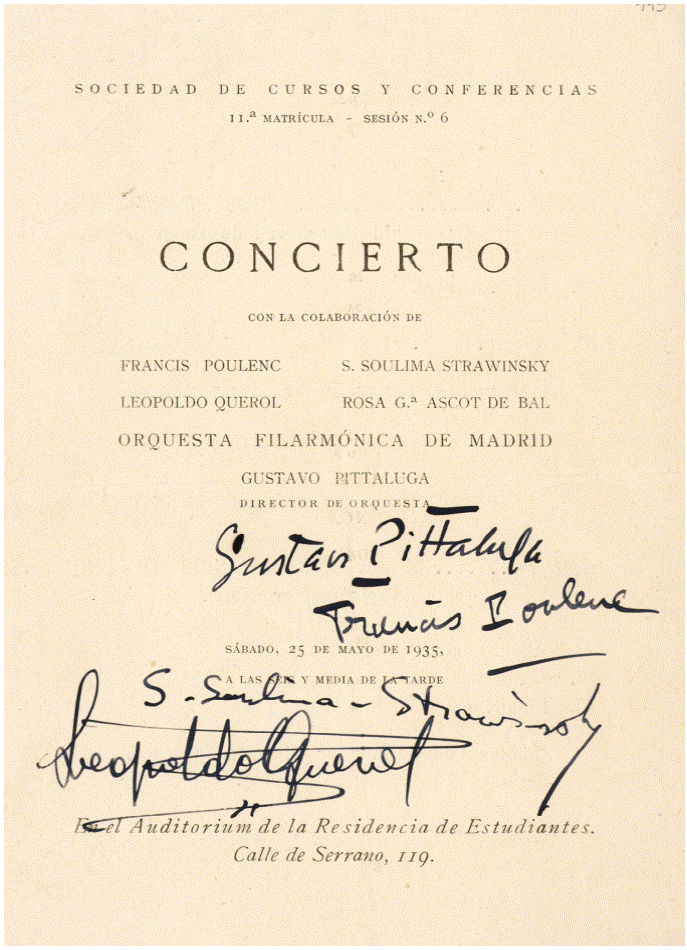 445
SOCIEDAD DE CURSOS Y CONFERENCIAS
11.ª MATRÍCULA - SESIÓN N.º 6
CONCIERTO
CON LA COLABORACIÓN DE
FRANCIS POULENC S. SOULIMA STRAWINSKY
LEOPOLDO QUEROL ROSA G.ª ASCOT DE BAL
ORQUESTA FILARMÓNICA DE MADRID
GUSTAVO PITTALUGA
DIRECTOR DE ORQUESTA
Gustavo Pittaluga
Francis Poulenc
SÁBADO, 25 DE MAYO DE 1935,
A LAS SEIS Y MEDIA DE LA TARDE
S. Soulima - Strawinsky
Leopoldo Querol
En el Auditorium de la Residencia de Estudiantes.
Calle de Serrano, 119.